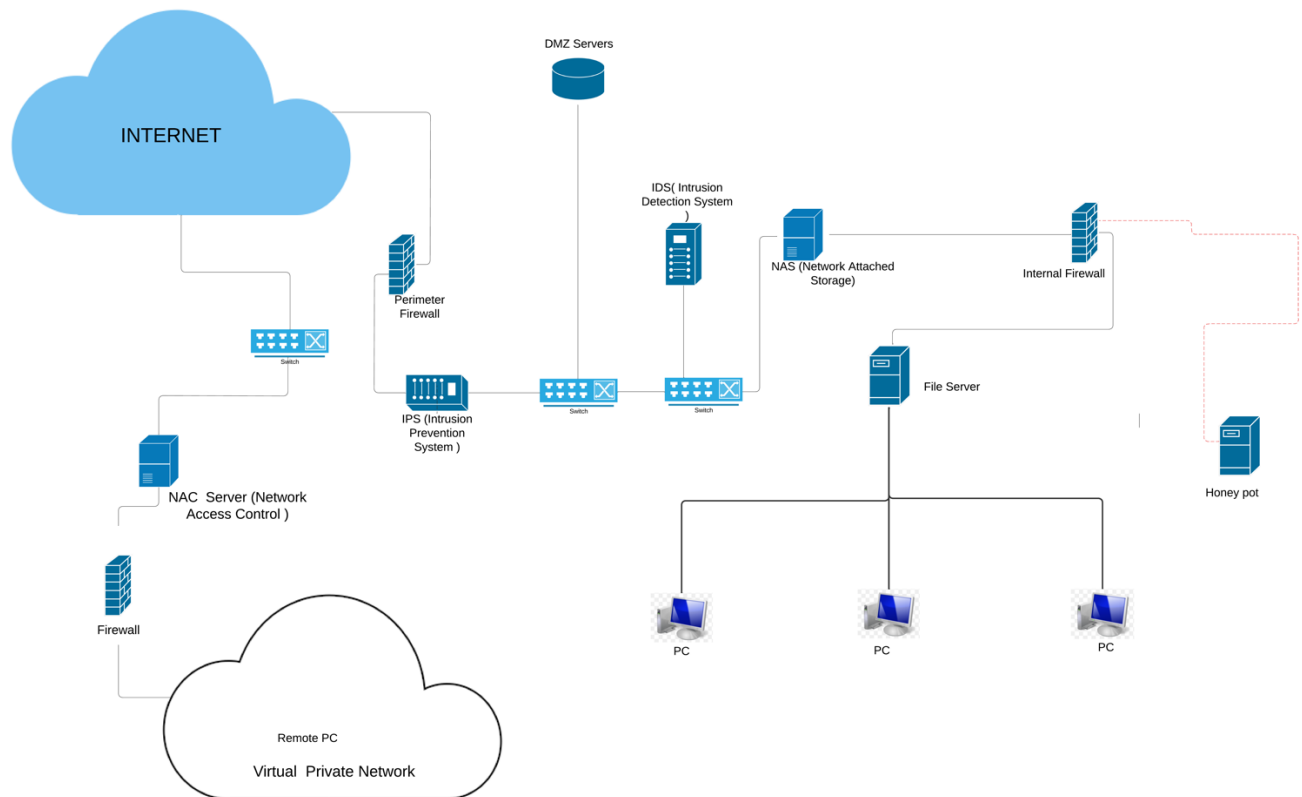 DMZ Servers
INTERNET
IDS( Intrusion
Detection System
)
NAS (Network Attached
Storage)
Internal Firewall
Perimeter
Firewall
Switch
File Server
Switch
Switch
IPS (Intrusion
Prevention
System )
NAC  Server (Network
Access Control )
Honey pot
Firewall
PC
PC
PC
Remote PC
Virtual  Private Network